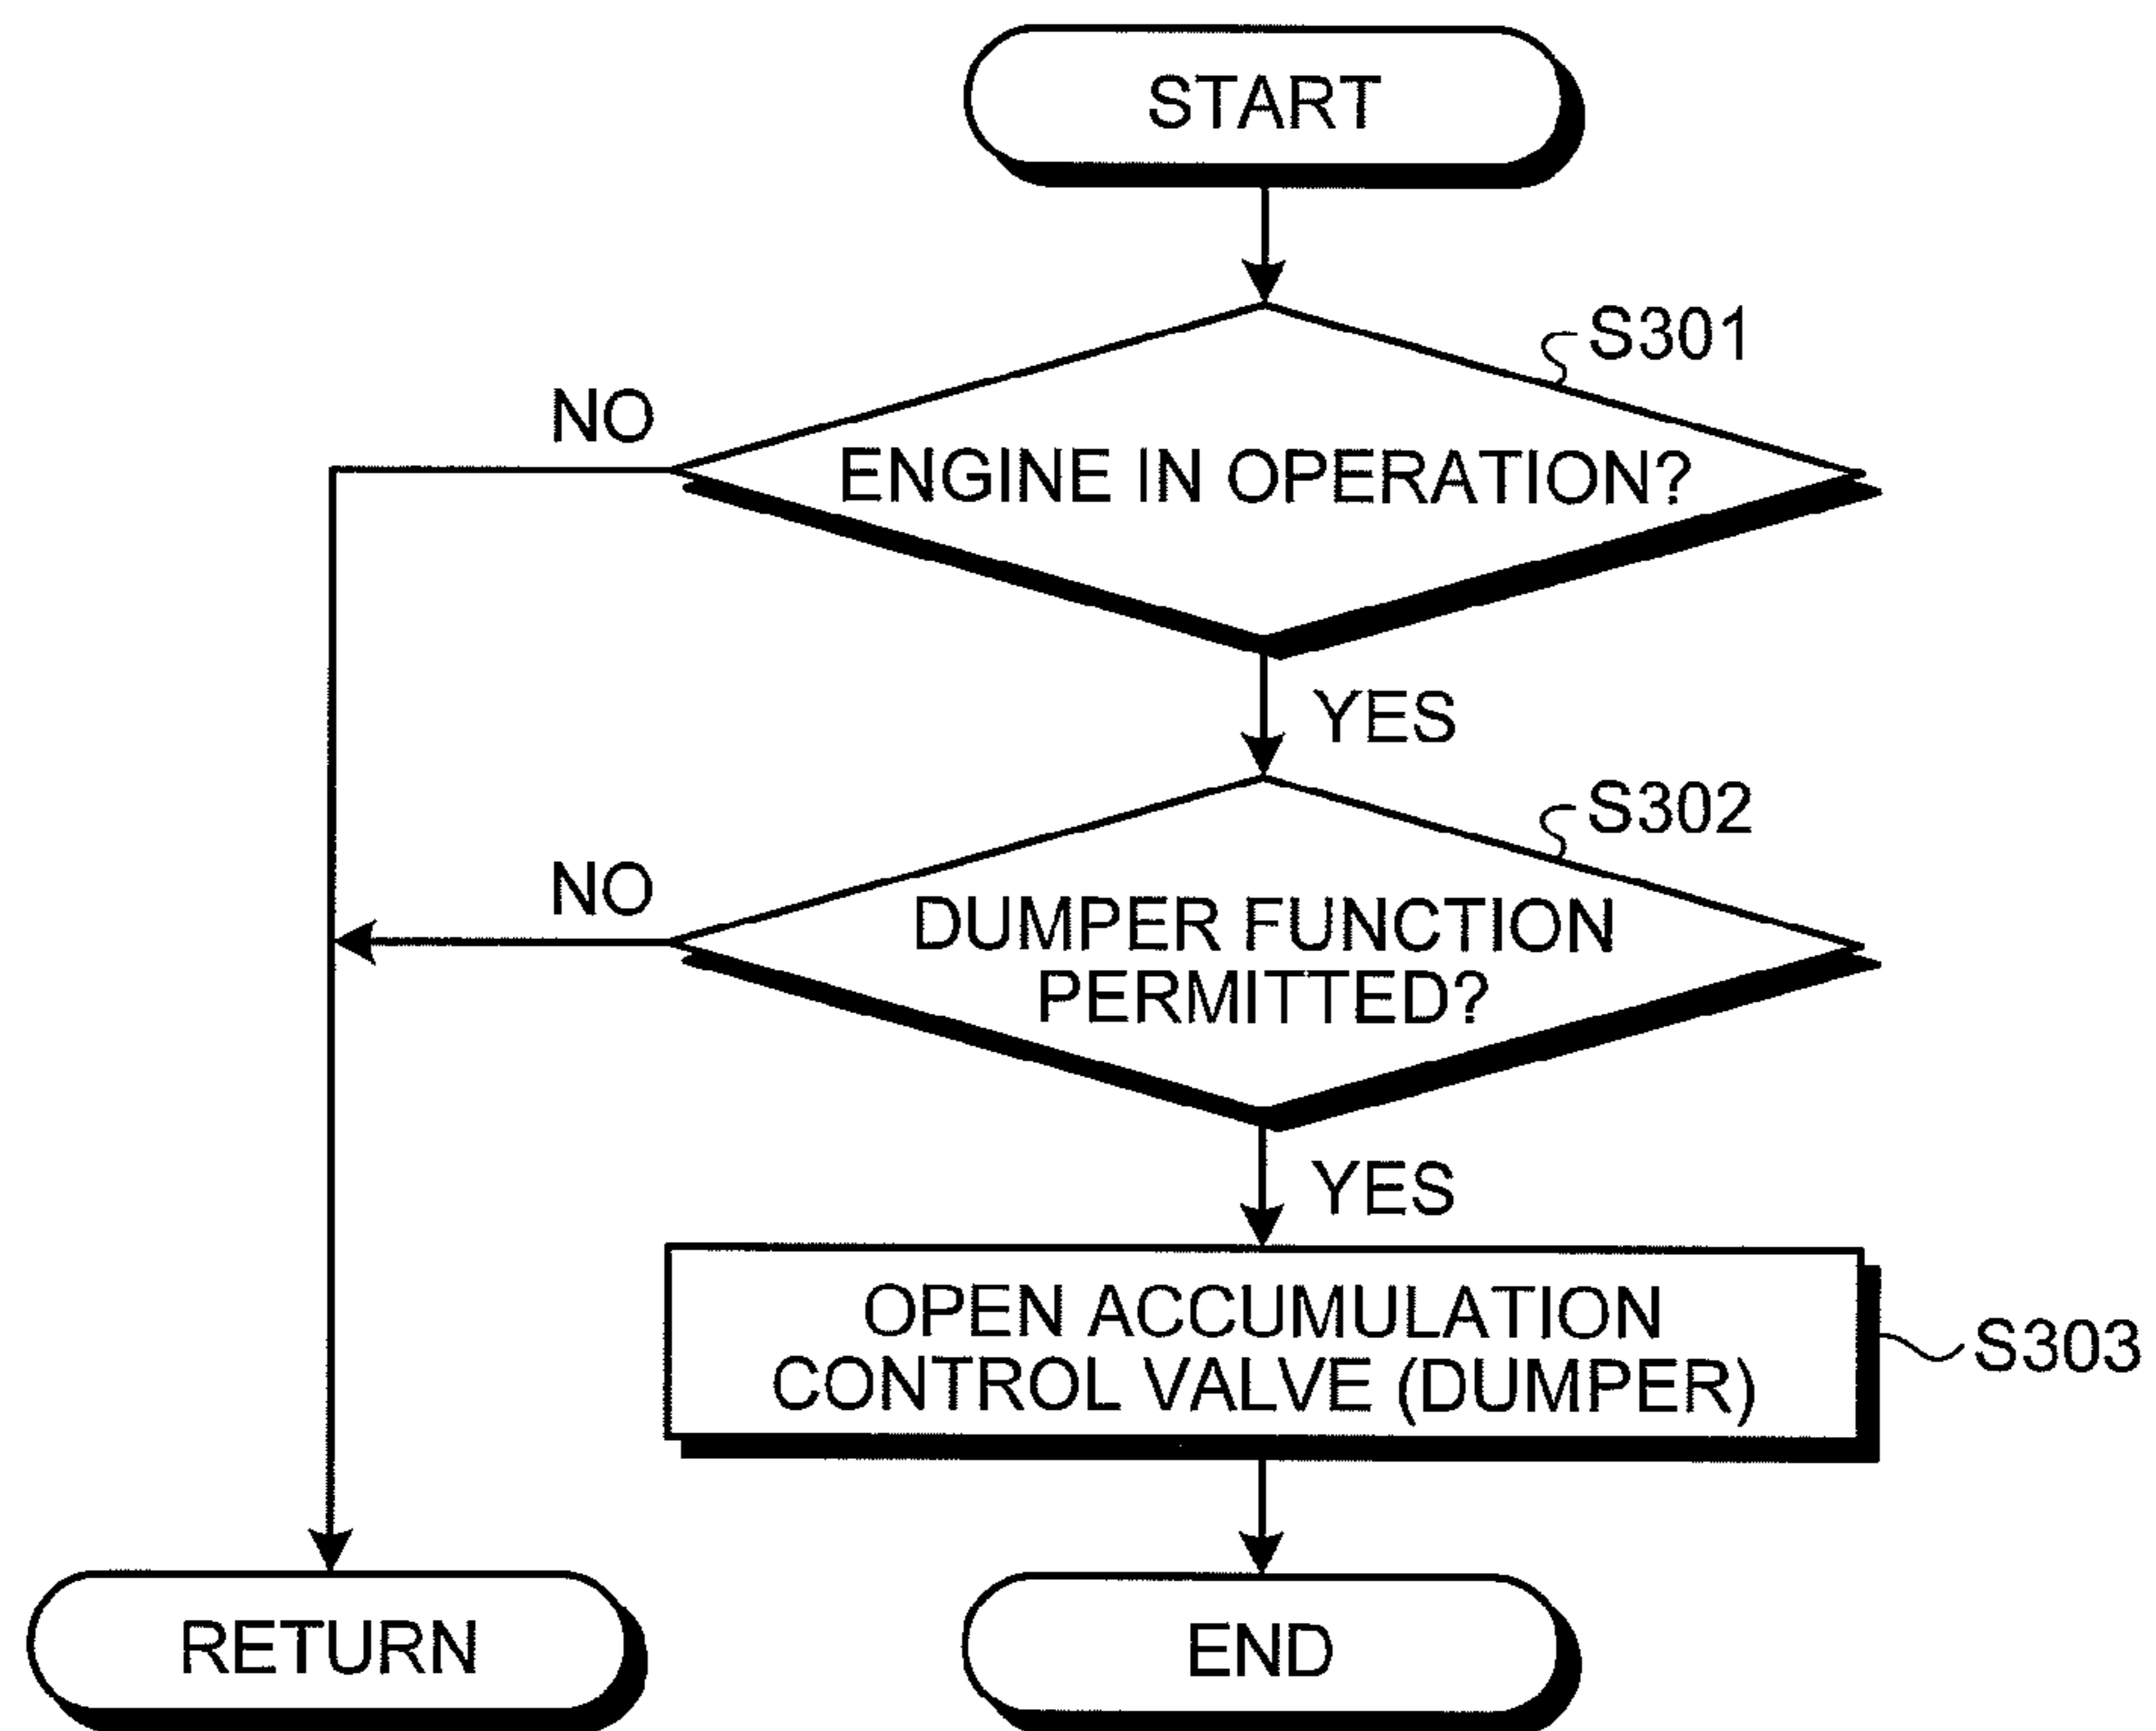 START
S301
NO
ENGINE IN OPERATION?
YES
S302
NO
DUMPER FUNCTION
PERMITTED?
YES
OPEN ACCUMULATION
CONTROL VALVE (DUMPER)
S303
RETURN
END